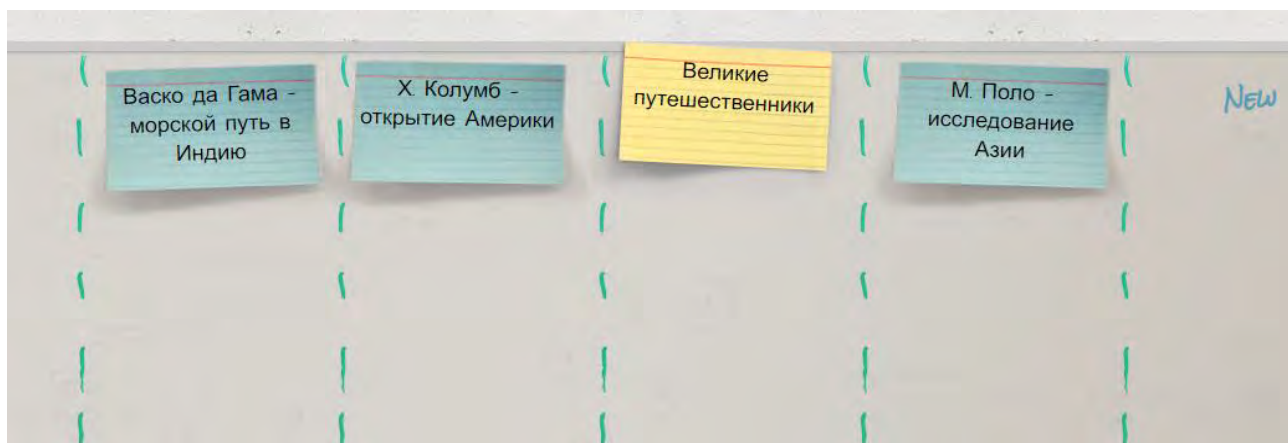 Васко да Гама -
морской путь в
Индию
Х. Колумб -
открытие Америки
Великие
путешественники
М. Поло -
исследование
Азии
NEW